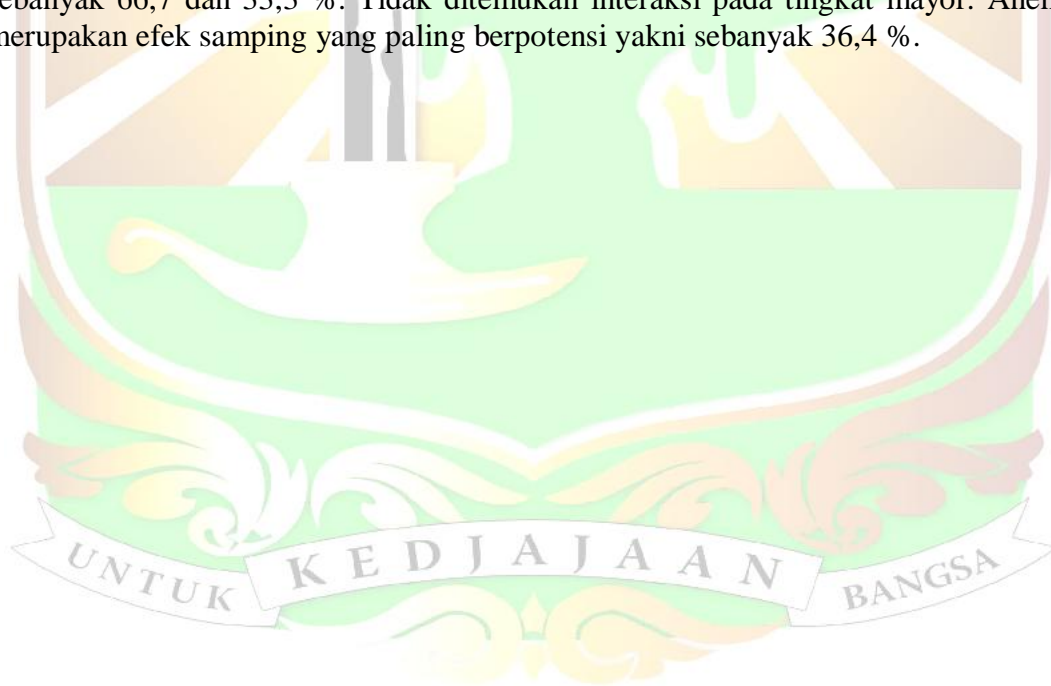 sebanyak 66,7 dan 33,3 %. Tidak ditemukan interaksi pada tingkat mayor. Anem
merupakan efek samping yang paling berpotensi yakni sebanyak 36,4 %.
UNTUK KEDJAJAAN BANGSA